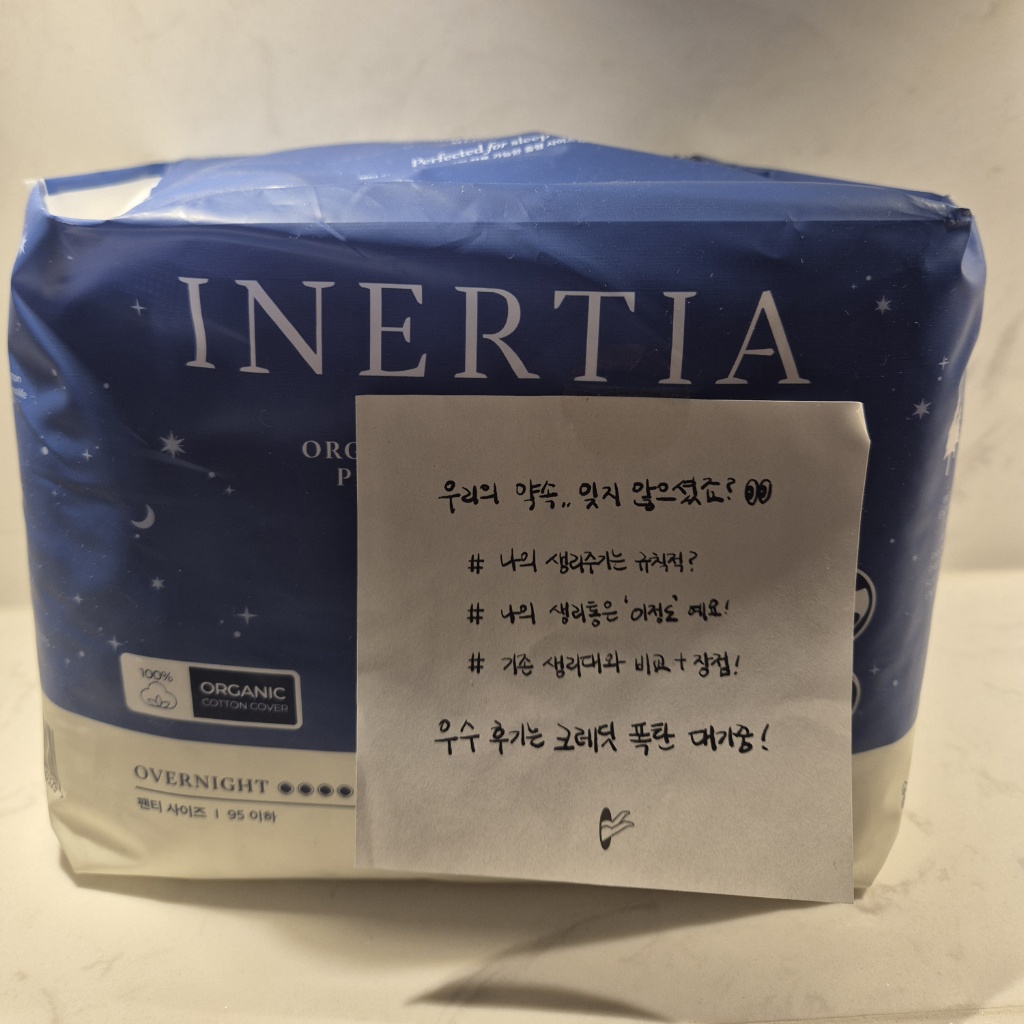 Perfected for sleep
INERTIA
우리의 약속.. 잊지 않으셨죠?
# 나의 생리주기는 규칙적?
# 나의 생리통은 '이정도' 예요!
# 기존 생리대와 비교 + 장점!
우수 후기는 크레딧 폭탄 대기중!
100%
ORGANIC
COTTON COVER
OVERNIGHT
팬티 사이즈 | 95 이하